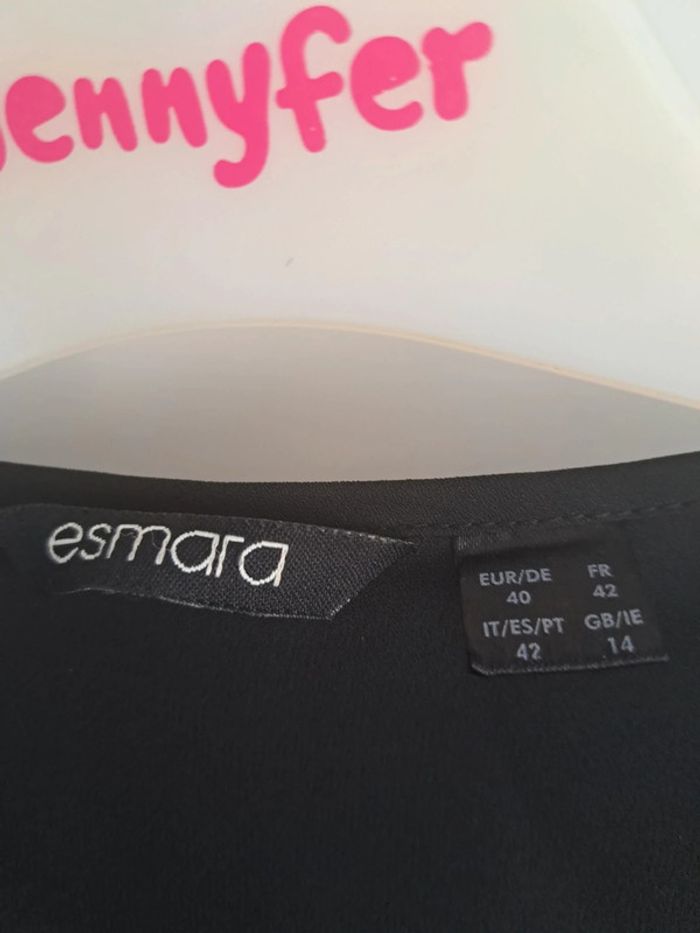 ennyfer
esmara
EUR/DE FR
40 42
IT/ES/PT GB/IE
42 14